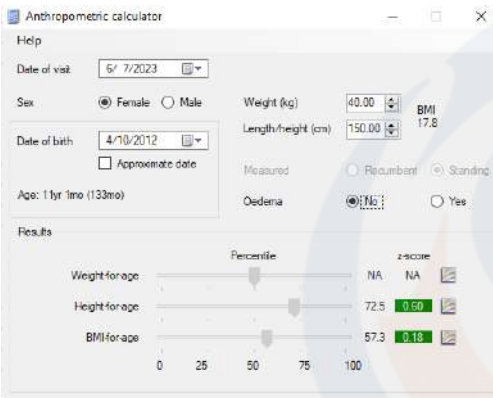 Anthropometric calculator
Help
Date of visit 6/ 7/2023
Sex Female Male
Weight (kg) 40.00
BMI
17.8
Length/height (cm) 150.00
Date of birth 4/10/2012
Approximate date
Measured Recumbent Standing
Age: 11yr 1mo (133mo)
Oedema No Yes
Results
Percentile z-score
Weight-for-age NA NA
Height-for-age 72.5 0.60
BMI-for-age 57.3 0.18
0 25 50 75 100